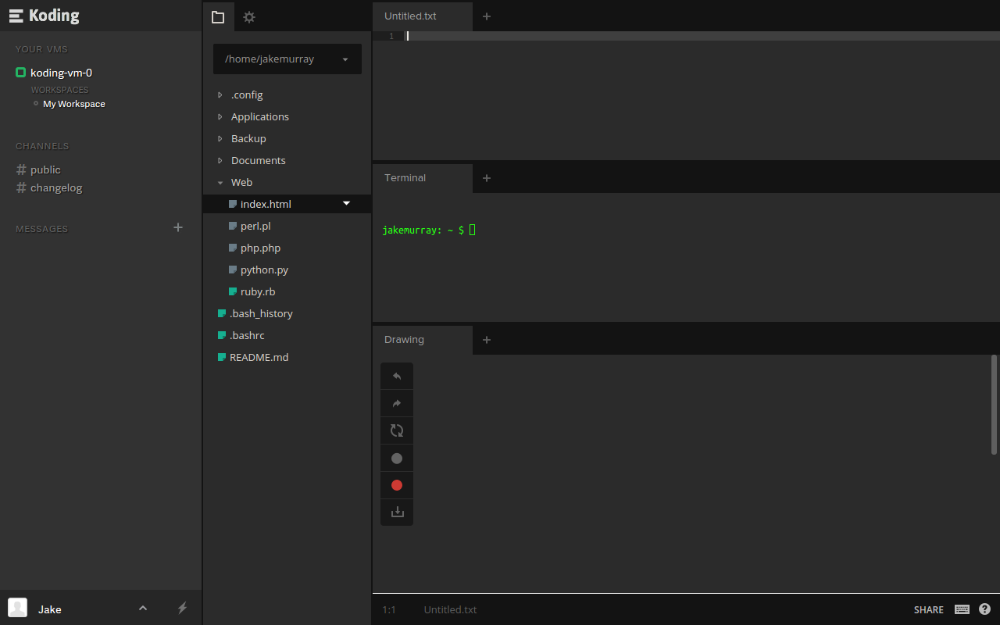 Koding
YOUR VMS
koding-vm-0
WORKSPACES
My Workspace
CHANNELS
# public
# changelog
MESSAGES
+
Jake
/home/jakemurray
.config
Applications
Backup
Documents
Web
index.html
perl.pl
php.php
python.py
ruby.rb
.bash_history
.bashrc
README.md
Untitled.txt +
1
Terminal +
jakemurray: ~ $
Drawing +
1:1 Untitled.txt SHARE ?